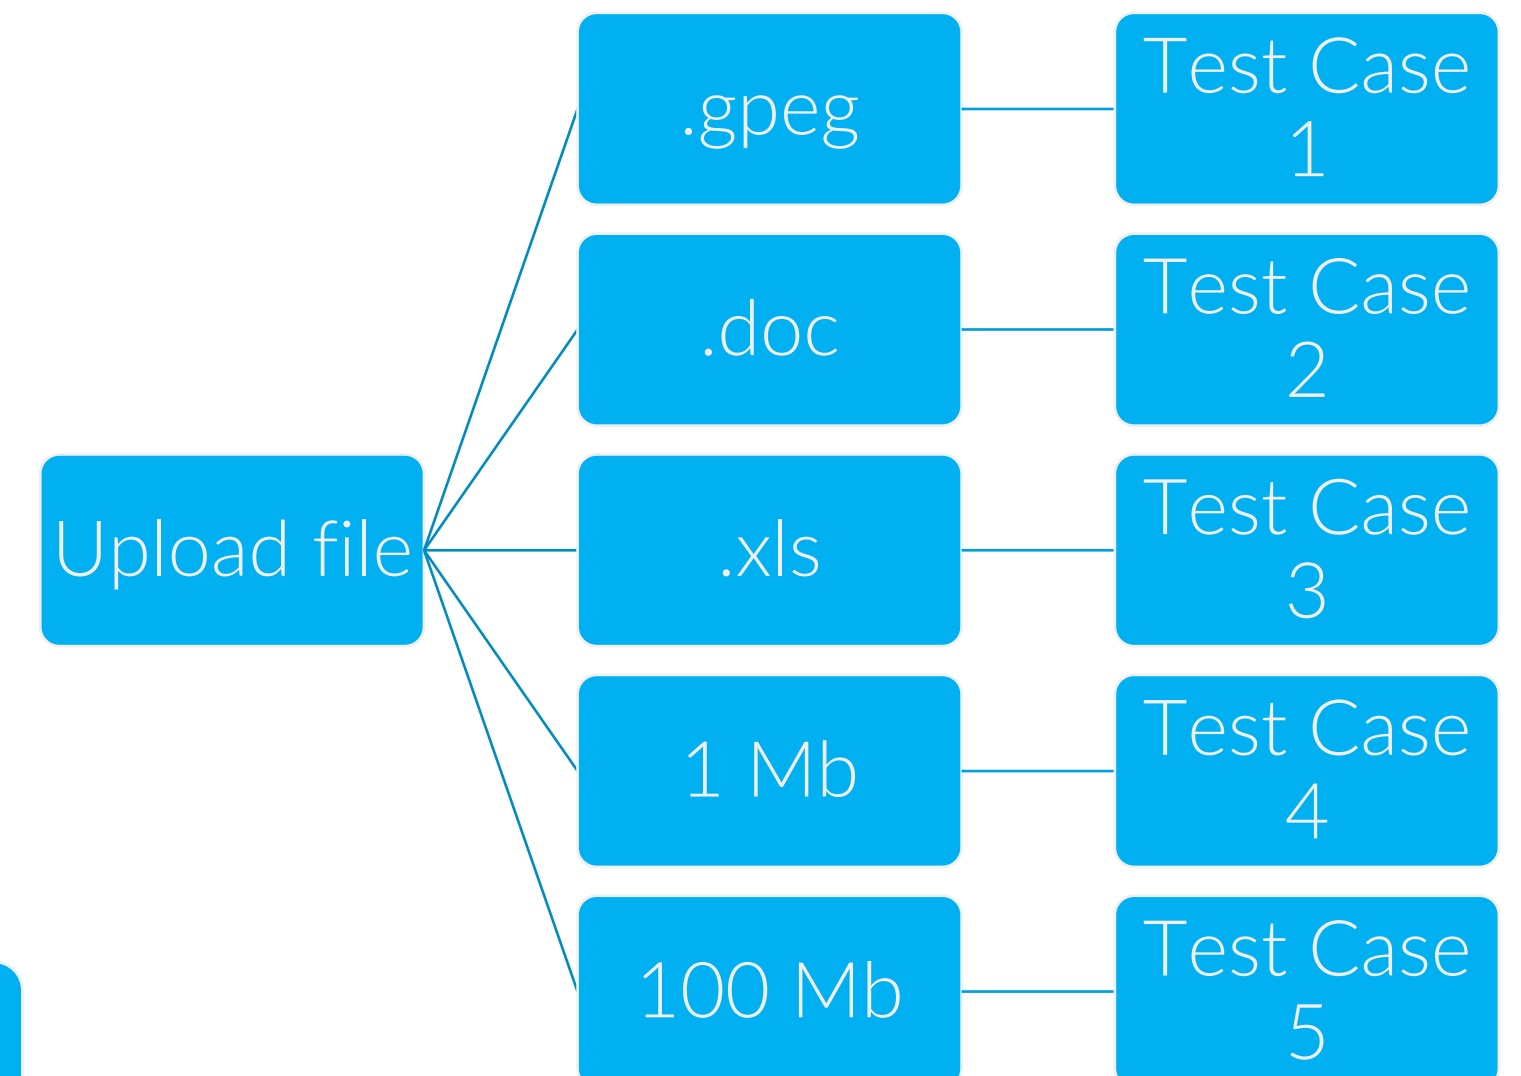 .gpeg
Test Case
1
.doc
Test Case
2
Upload file
.xls
Test Case
3
1 Mb
Test Case
4
100 Mb
Test Case
5